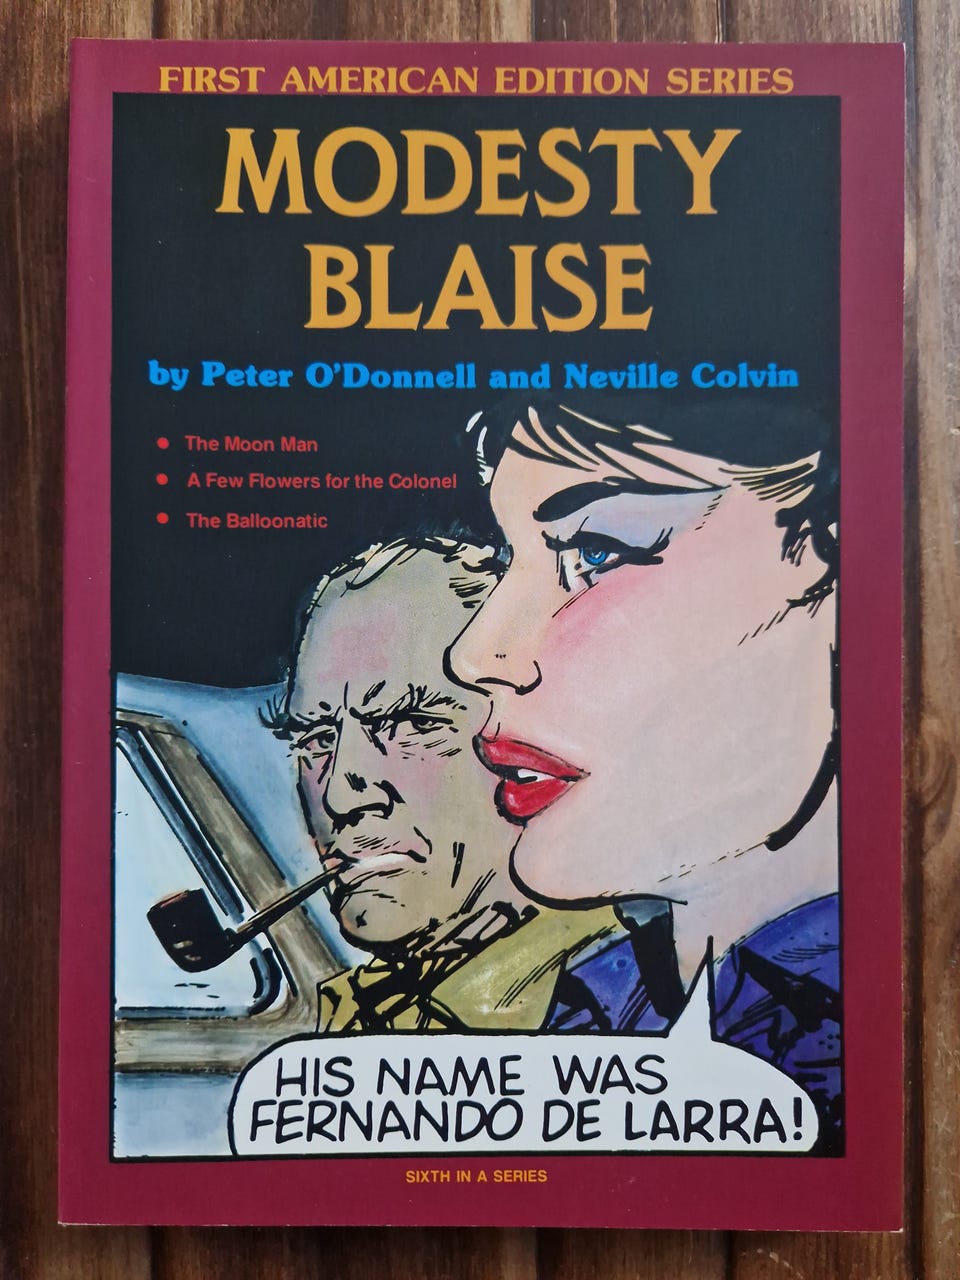 FIRST AMERICAN EDITION SERIES
MODESTY
BLAISE
by Peter O'Donnell and Neville Colvin
• The Moon Man
• A Few Flowers for the Colonel
• The Balloonatic
HIS NAME WAS
FERNANDO DE LARRA!
SIXTH IN A SERIES